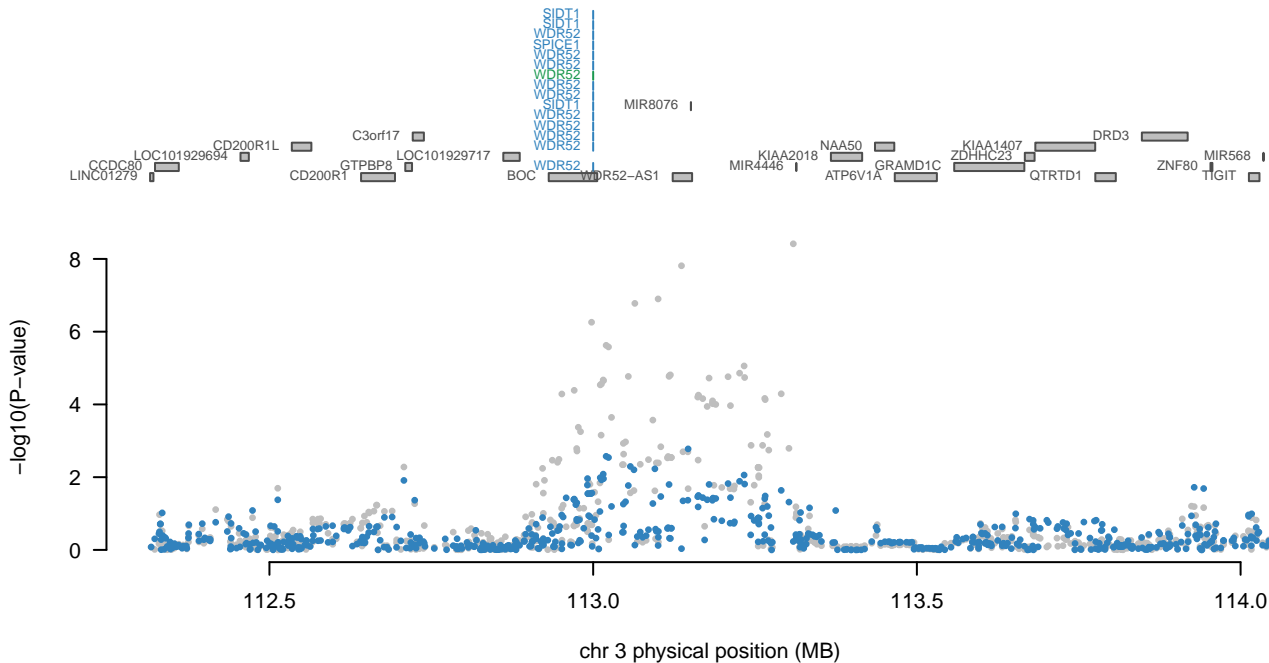 SIDT1
SIDT1
WDR52
SPICE1
WDR52
WDR52
WDR52
WDR52
WDR52
SIDT1 MIR8076
WDR52
WDR52
C3orf17 WDR52 DRD3
CD200R1L WDR52 NAA50 KIAA1407
LOC101929694 LOC101929717 KIAA2018 ZDHHC23 MIR568
CCDC80 GTPBP8 WDR52 MIR4446 GRAMD1C ZNF80
LINC01279 CD200R1 BOC WDR52−AS1 ATP6V1A QTRTD1 TIGIT
8
6
4
2
0
−log10(P−value)
112.5 113.0 113.5 114.0
chr 3 physical position (MB)